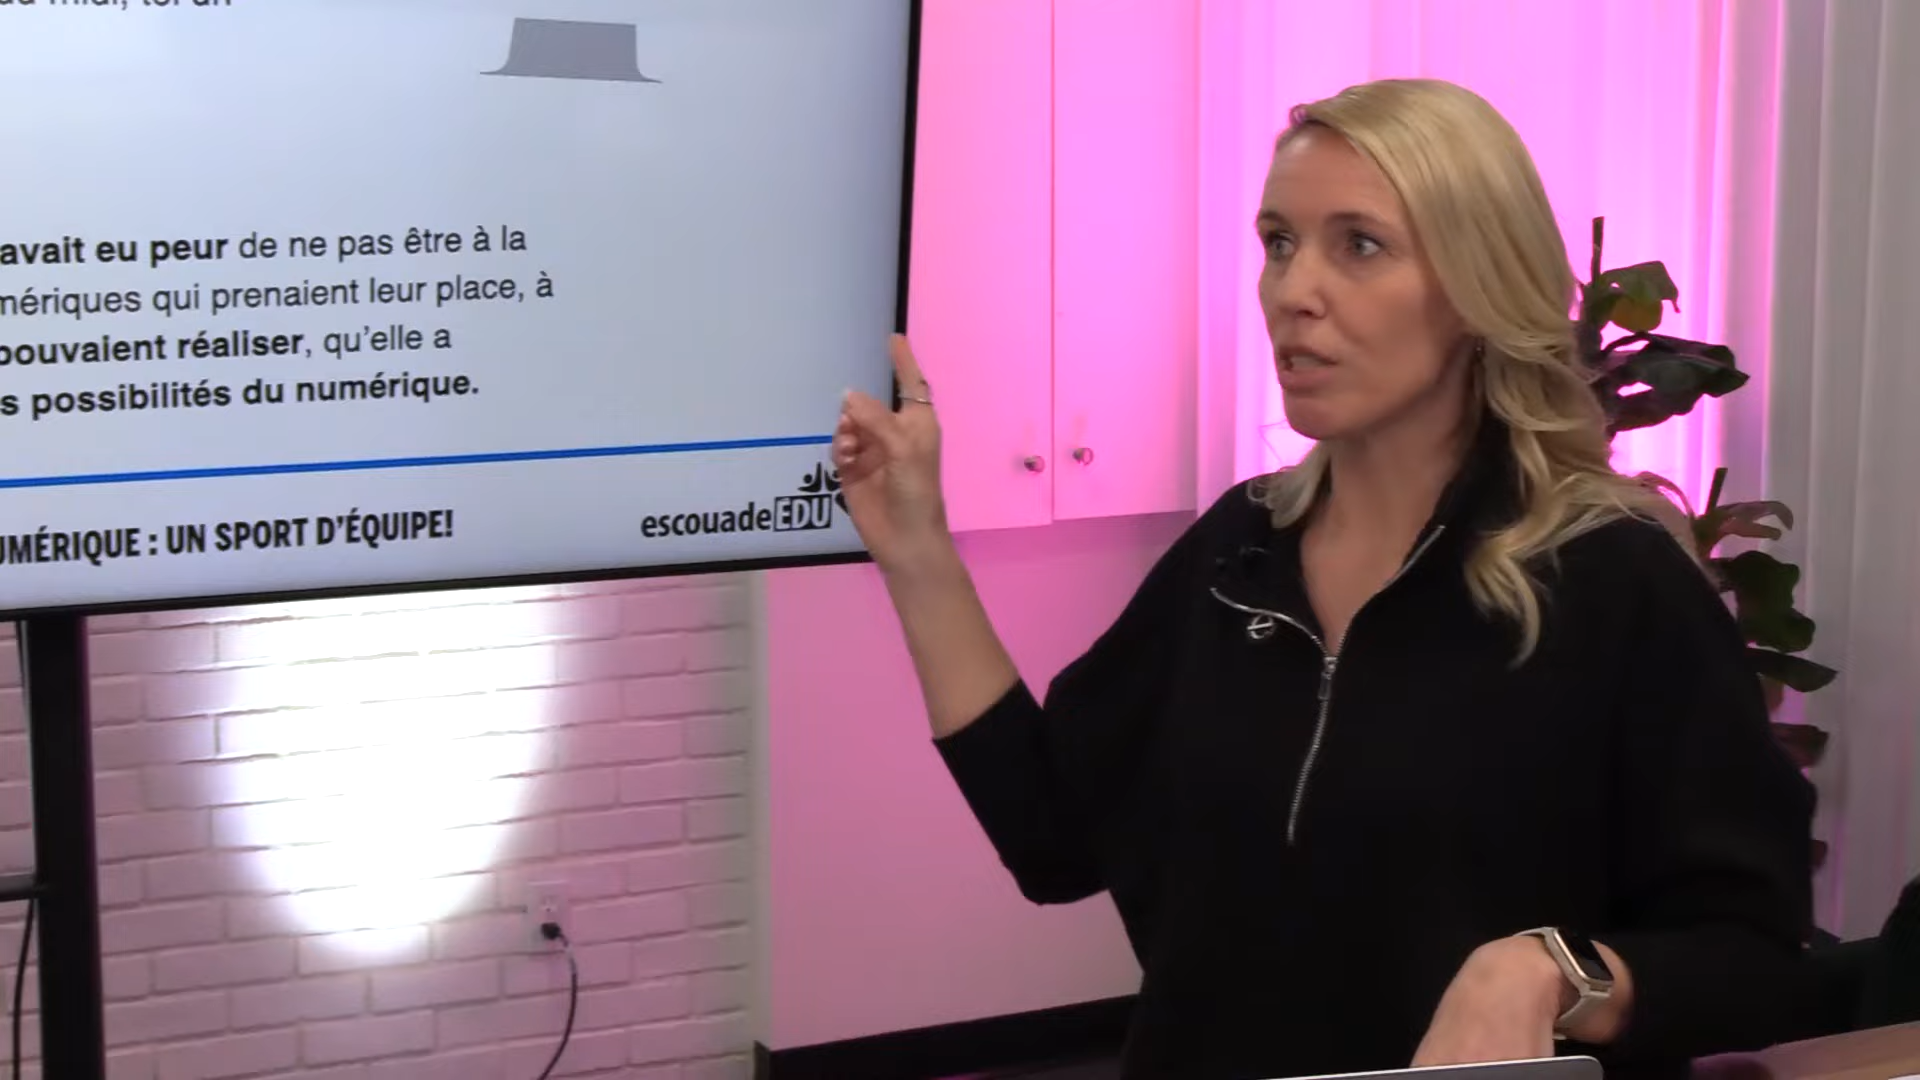 avait eu peur de ne pas être à la
mériques qui prenaient leur place, à
pouvaient réaliser, qu'elle a
s possibilités du numérique.
UMÉRIQUE : UN SPORT D'ÉQUIPE!
escouadeÉDU